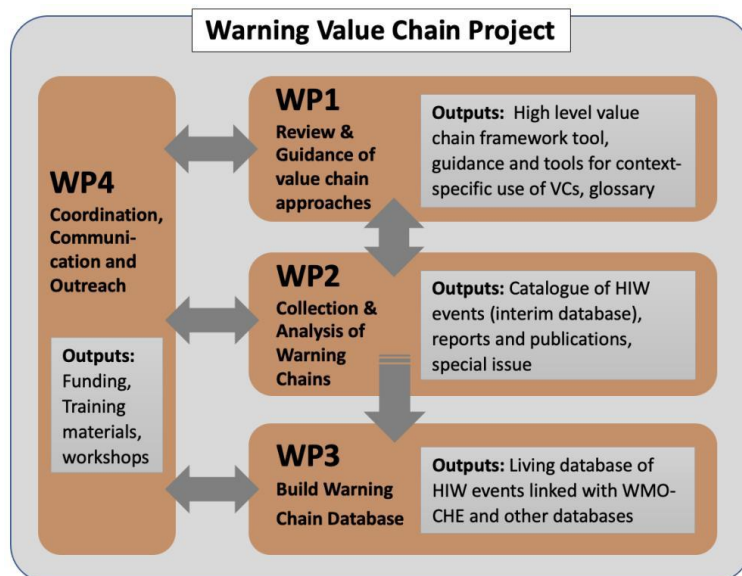 Warning Value Chain Project
WP4
Coordination,
Communi-
cation and
Outreach
Outputs:
Funding,
Training
materials,
workshops
WP1
Review &
Guidance of
value chain
approaches
Outputs: High level value
chain framework tool,
guidance and tools for context-
specific use of VCs, glossary
WP2
Collection &
Analysis of
Warning
Chains
Outputs: Catalogue of HIW
events (interim database),
reports and publications,
special issue
WP3
Build Warning
Chain Database
Outputs: Living database of
HIW events linked with WMO-
CHE and other databases